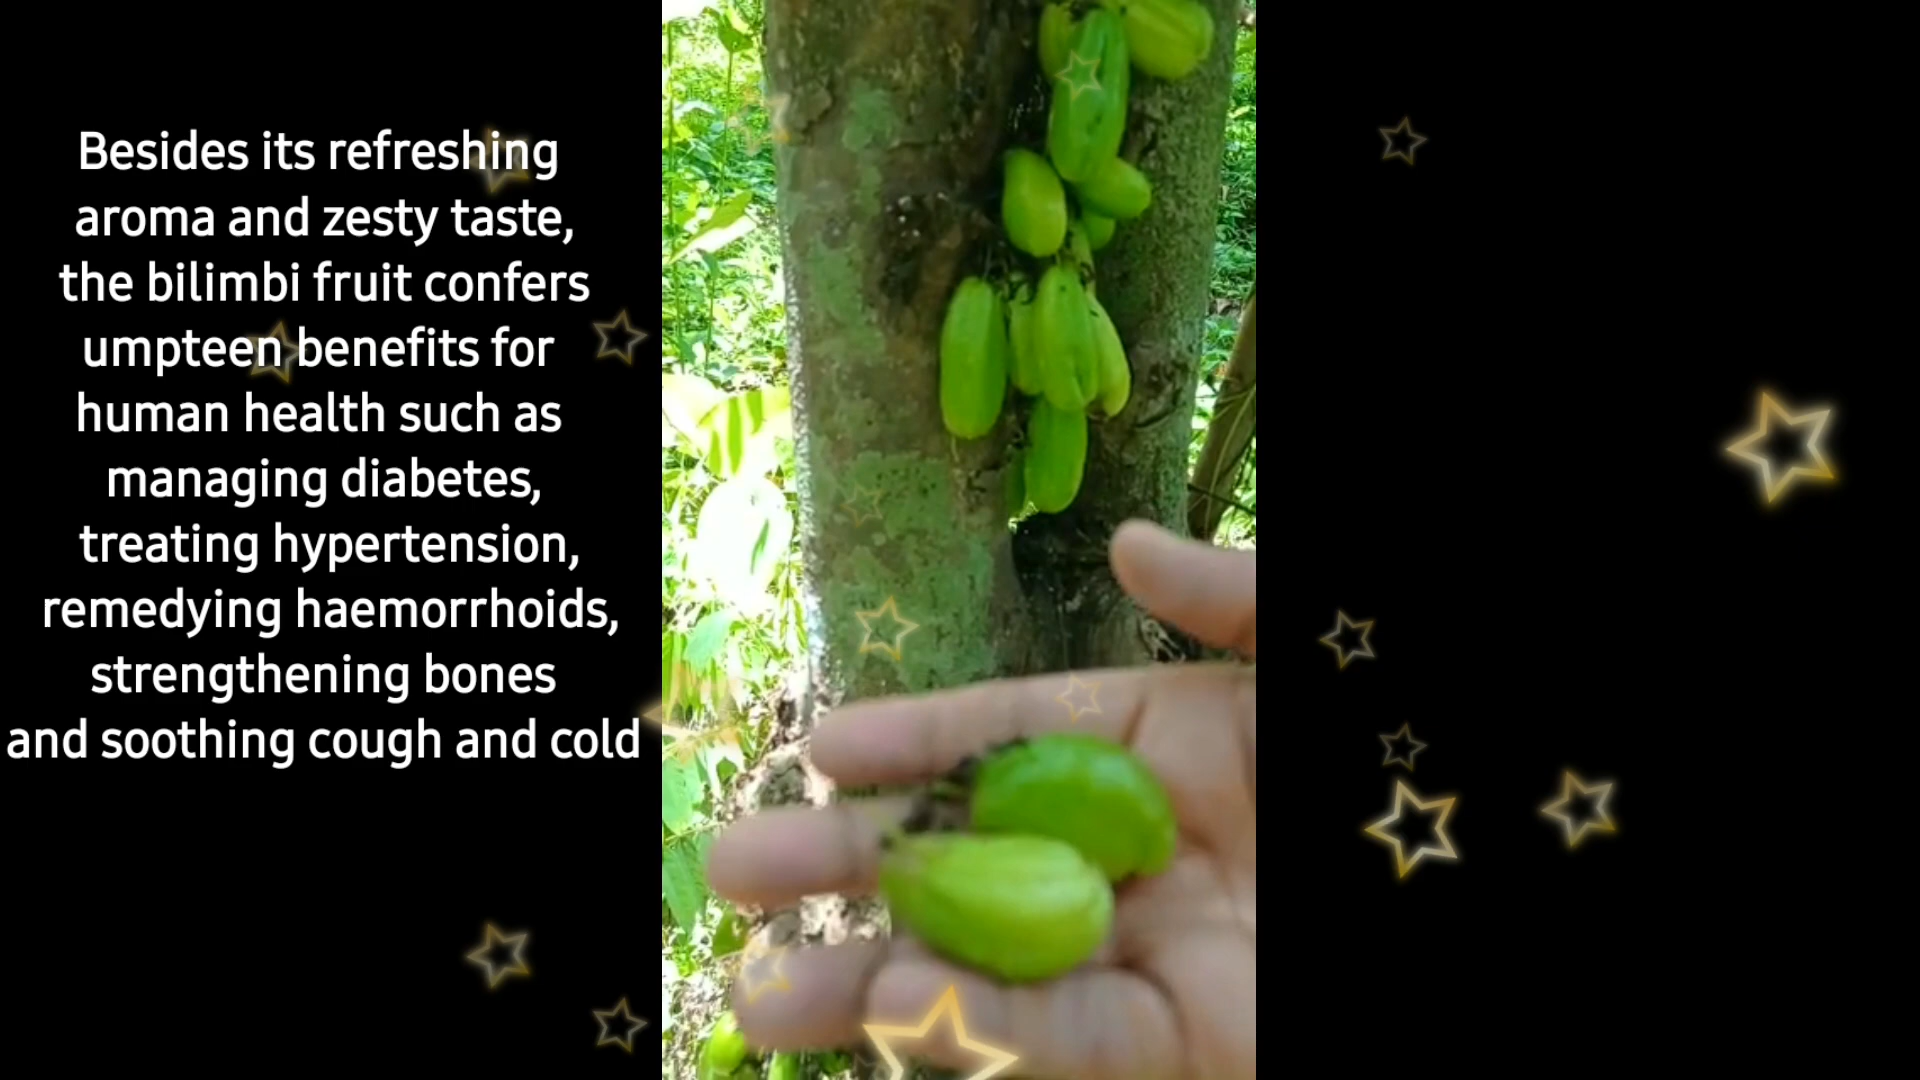 Besides its refreshing
aroma and zesty taste,
the bilimbi fruit confers
umpteen benefits for
human health such as
managing diabetes,
treating hypertension,
remedying haemorrhoids,
strengthening bones
and soothing cough and cold